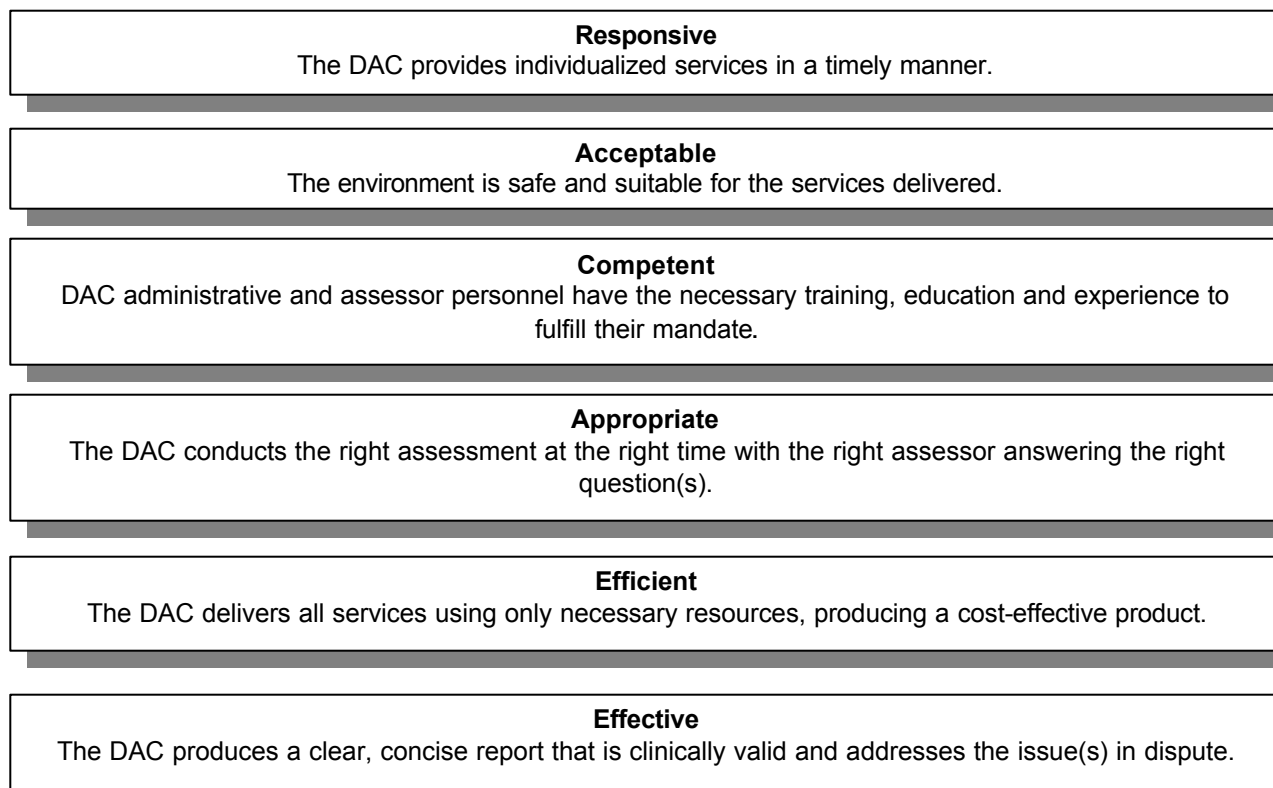 Responsive
The DAC provides individualized services in a timely manner.
Acceptable
The environment is safe and suitable for the services delivered.
Competent
DAC administrative and assessor personnel have the necessary training, education and experience to
fulfill their mandate.
Appropriate
The DAC conducts the right assessment at the right time with the right assessor answering the right
question(s).
Efficient
The DAC delivers all services using only necessary resources, producing a cost-effective product.
Effective
The DAC produces a clear, concise report that is clinically valid and addresses the issue(s) in dispute.